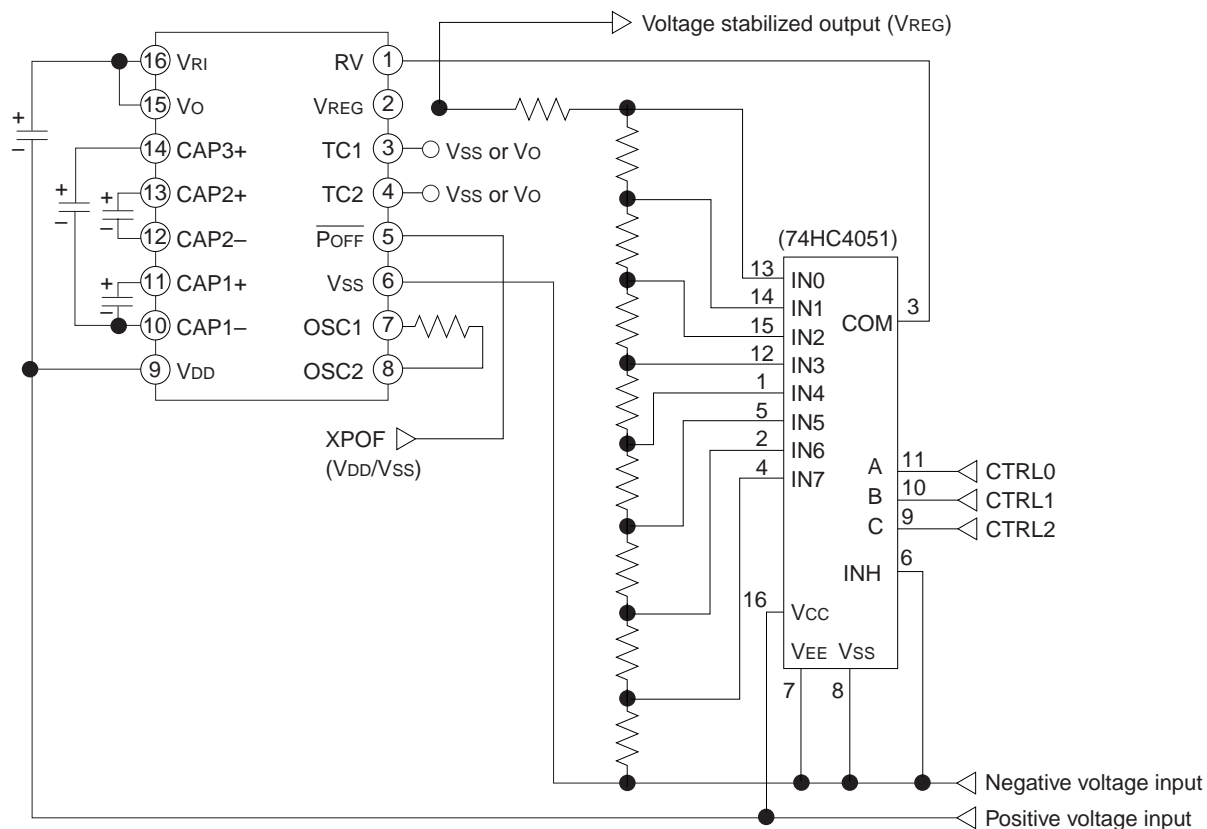 Voltage stabilized output (VREG)
16 VRI
RV 1
15 VO
VREG 2
14 CAP3+
TC1 3 VSS or VO
13 CAP2+
TC2 4 VSS or VO
12 CAP2–
POFF 5
11 CAP1+
VSS 6
10 CAP1–
OSC1 7
9 VDD
OSC2 8
+
–
+
–
+
–
+
–
XPOF
(VDD/VSS)
(74HC4051)
13 IN0
14 IN1
15 IN2
12 IN3
1 IN4
5 IN5
2 IN6
4 IN7
COM 3
A 11 CTRL0
B 10 CTRL1
C 9 CTRL2
INH 6
16 VCC
VEE VSS
7 8
Negative voltage input
Positive voltage input